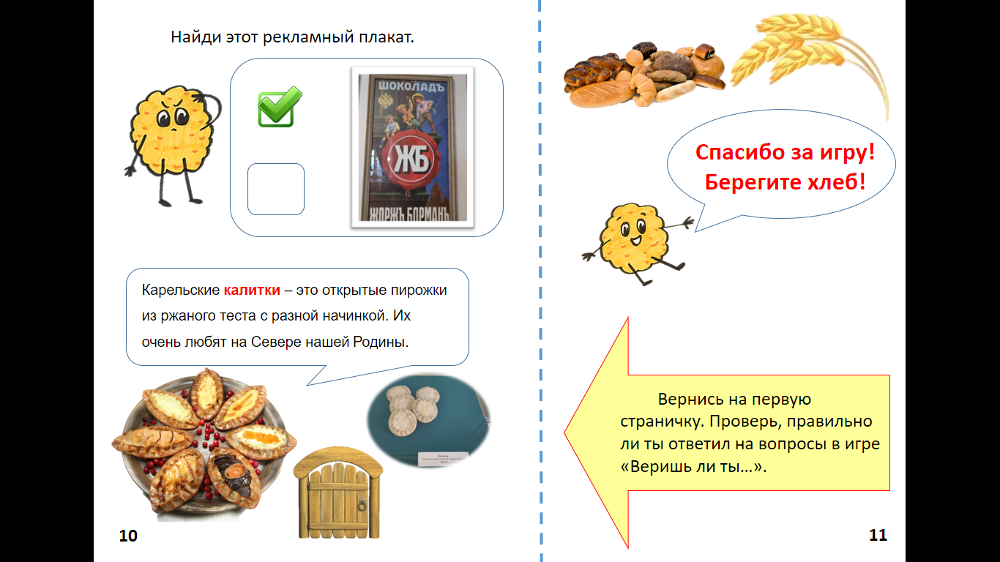 Найди этот рекламный плакат.
ШОКОЛАДЪ
ЖБ
ЖОРЖЪ БОРМАНЪ
Карельские калитки – это открытые пирожки
из ржаного теста с разной начинкой. Их
очень любят на Севере нашей Родины.
10
Спасибо за игру!
Берегите хлеб!
Вернись на первую
страничку. Проверь, правильно
ли ты ответил на вопросы в игре
«Веришь ли ты…».
11